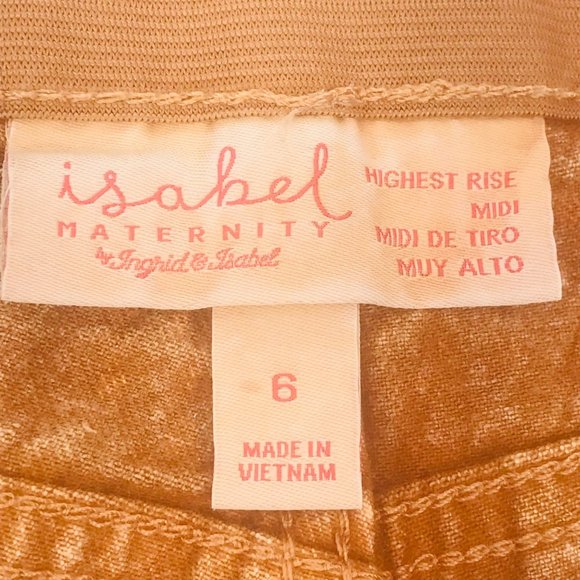 isabel
MATERNITY
by Ingrid & Isabel
HIGHEST RISE
MIDI
MIDI DE TIRO
MUY ALTO
6
MADE IN
VIETNAM